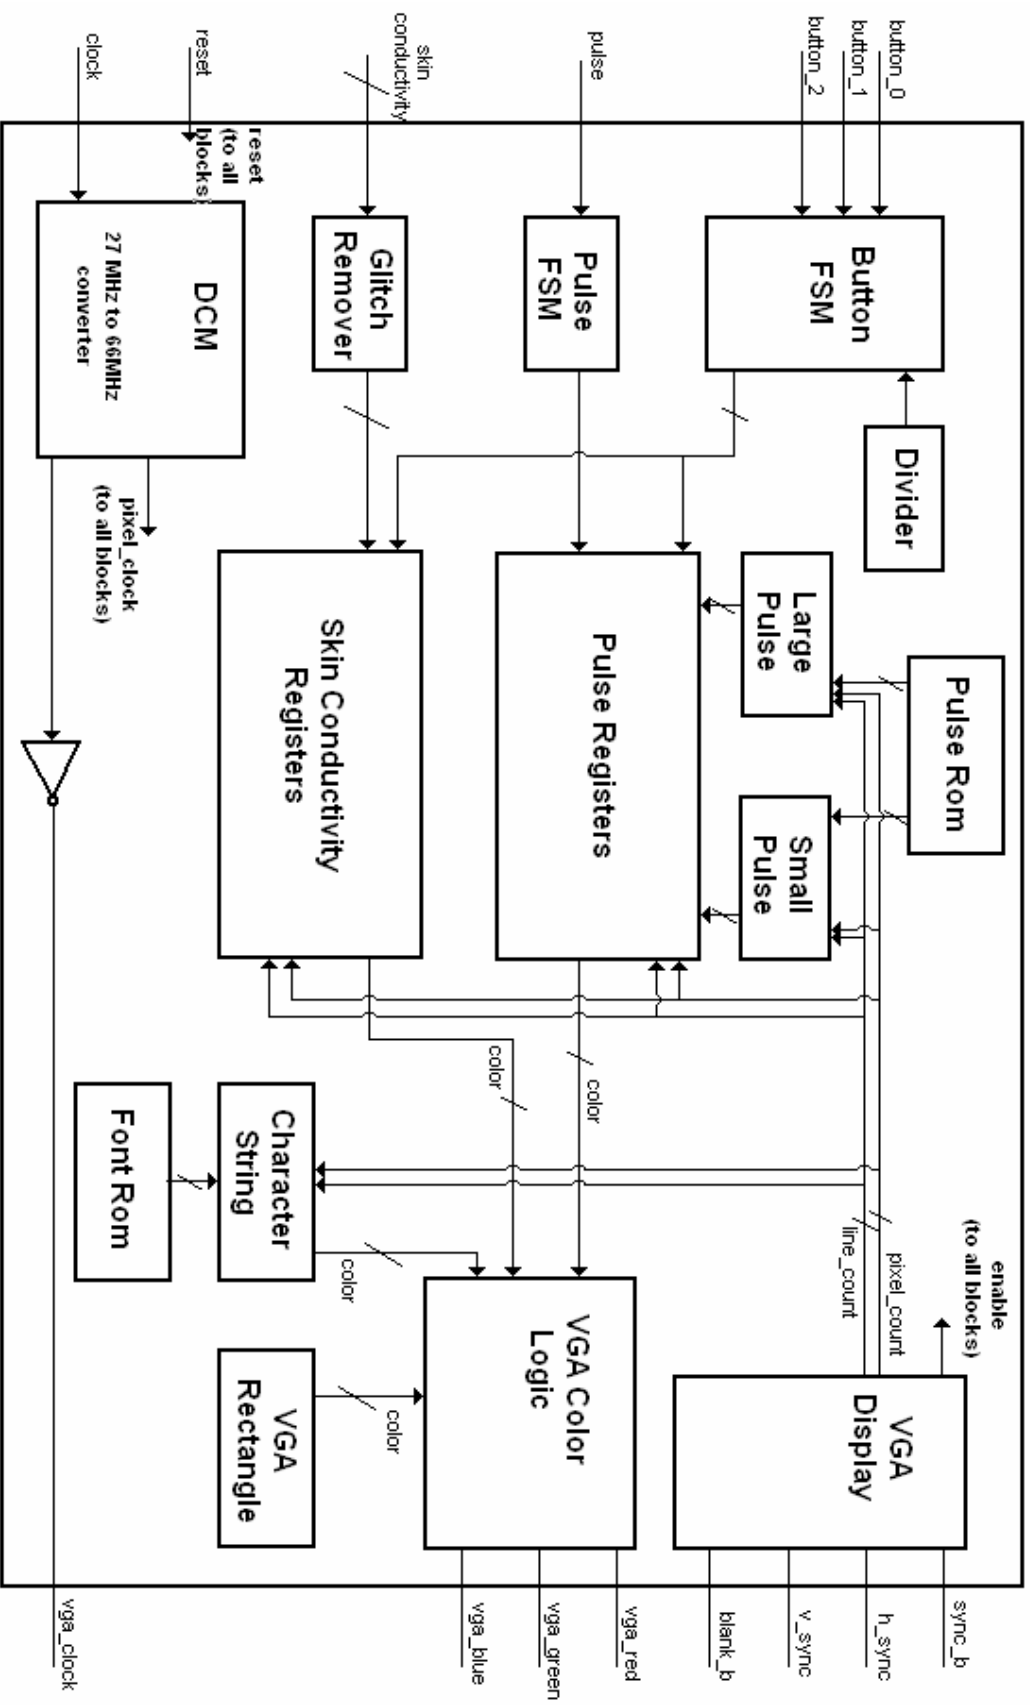 button_0
button_1
button_2
pulse
skin
conductivity
reset
clock
reset
(to all
blocks)
Button
FSM
Divider
Pulse
FSM
Glitch
Remover
DCM
27 MHz to 66MHz
converter
pixel_clock
(to all blocks)
Pulse Rom
Large
Pulse
Small
Pulse
Pulse Registers
Skin Conductivity
Registers
color
color
Character
String
Font Rom
color
line_count
pixel_count
enable
(to all blocks)
VGA
Display
VGA Color
Logic
VGA
Rectangle
color
sync_b
h_sync
v_sync
blank_b
vga_red
vga_green
vga_blue
vga_clock